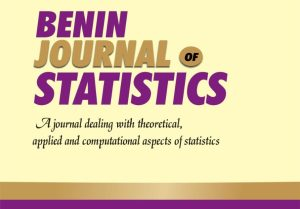 BENIN
JOURNAL OF
STATISTICS
A journal dealing with theoretical,
applied and computational aspects of statistics